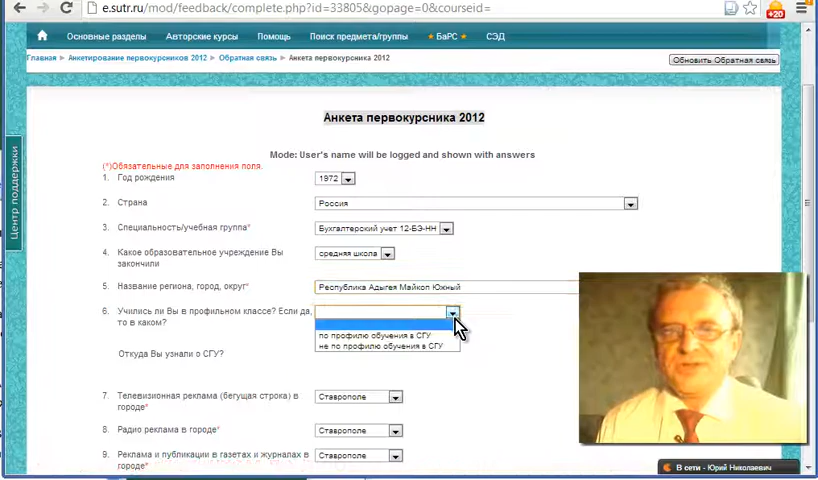 e.sutr.ru/mod/feedback/complete.php?id=33805&gopage=0&courseid=
+20
Основные разделы Авторские курсы Помощь Поиск предмета/группы ★ БаРС ★ СЭД
Главная ► Анкетирование первокурсников 2012 ► Обратная связь ► Анкета первокурсника 2012
Обновить Обратная связь
Анкета первокурсника 2012
Mode: User's name will be logged and shown with answers
(*)Обязательные для заполнения поля.
1. Год рождения 1972
2. Страна Россия
3. Специальность/учебная группа* Бухгалтерский учет 12-БЭ-НН
4. Какое образовательное учреждение Вы закончили средняя школа
5. Название региона, город, округ* Республика Адыгея Майкоп Южный
6. Учились ли Вы в профильном классе? Если да,
то в каком?
по профилю обучения в СГУ
не по профилю обучения в СГУ
Откуда Вы узнали о СГУ?
7. Телевизионная реклама (бегущая строка) в
городе* Ставрополе
8. Радио реклама в городе* Ставрополе
9. Реклама и публикации в газетах и журналах в
городе* Ставрополе
Центр поддержки
В сети - Юрий Николаевич